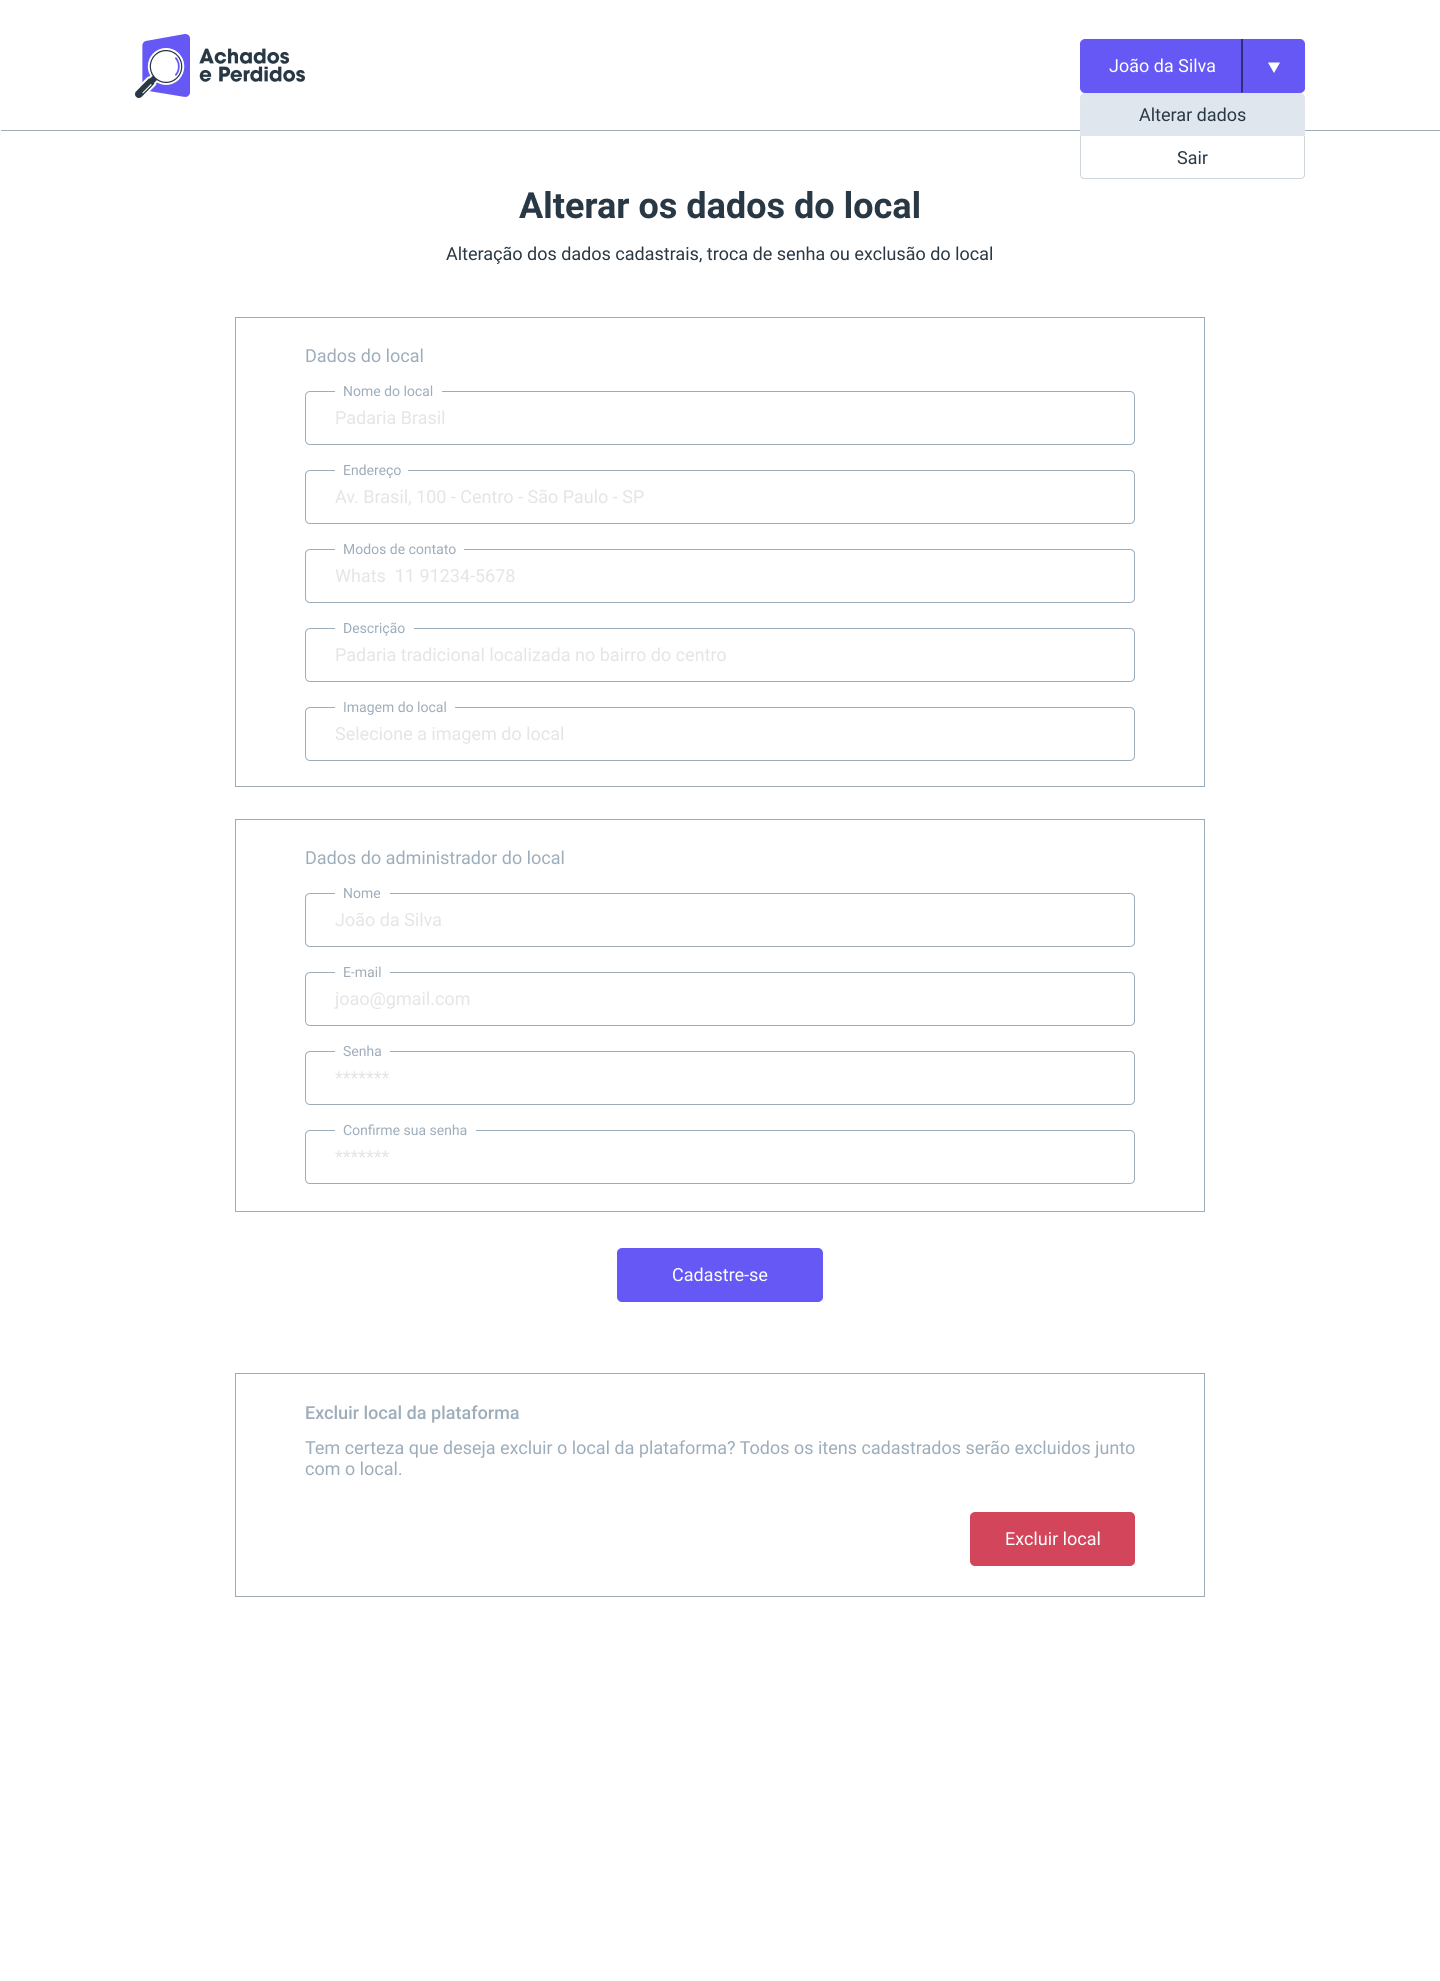 Achados
e Perdidos
João da Silva
Alterar dados
Sair
Alterar os dados do local
Alteração dos dados cadastrais, troca de senha ou exclusão do local
Dados do local
Nome do local
Padaria Brasil
Endereço
Av. Brasil, 100 - Centro - São Paulo - SP
Modos de contato
Whats  11 91234-5678
Descrição
Padaria tradicional localizada no bairro do centro
Imagem do local
Selecione a imagem do local
Dados do administrador do local
Nome
João da Silva
E-mail
joao@gmail.com
Senha
*******
Confirme sua senha
*******
Cadastre-se
Excluir local da plataforma
Tem certeza que deseja excluir o local da plataforma? Todos os itens cadastrados serão excluidos junto
com o local.
Excluir local